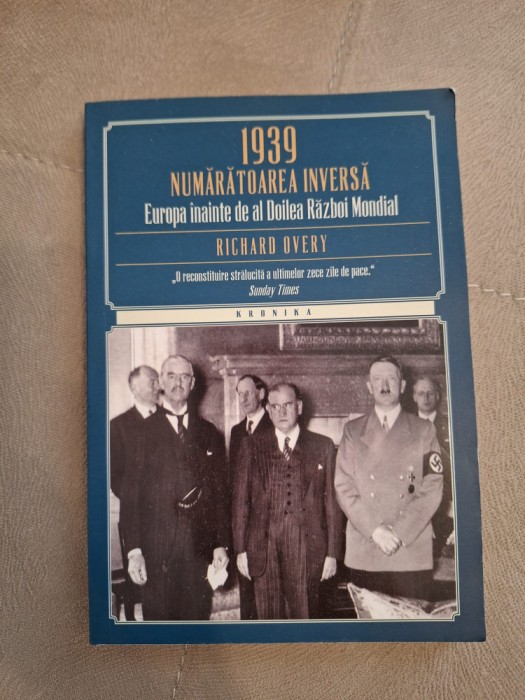 1939
NUMĂRĂTOAREA INVERSĂ
Europa înainte de al Doilea Război Mondial
RICHARD OVERY
„O reconstituire strălucită a ultimelor zece zile de pace.“
Sunday Times
KRONIKA